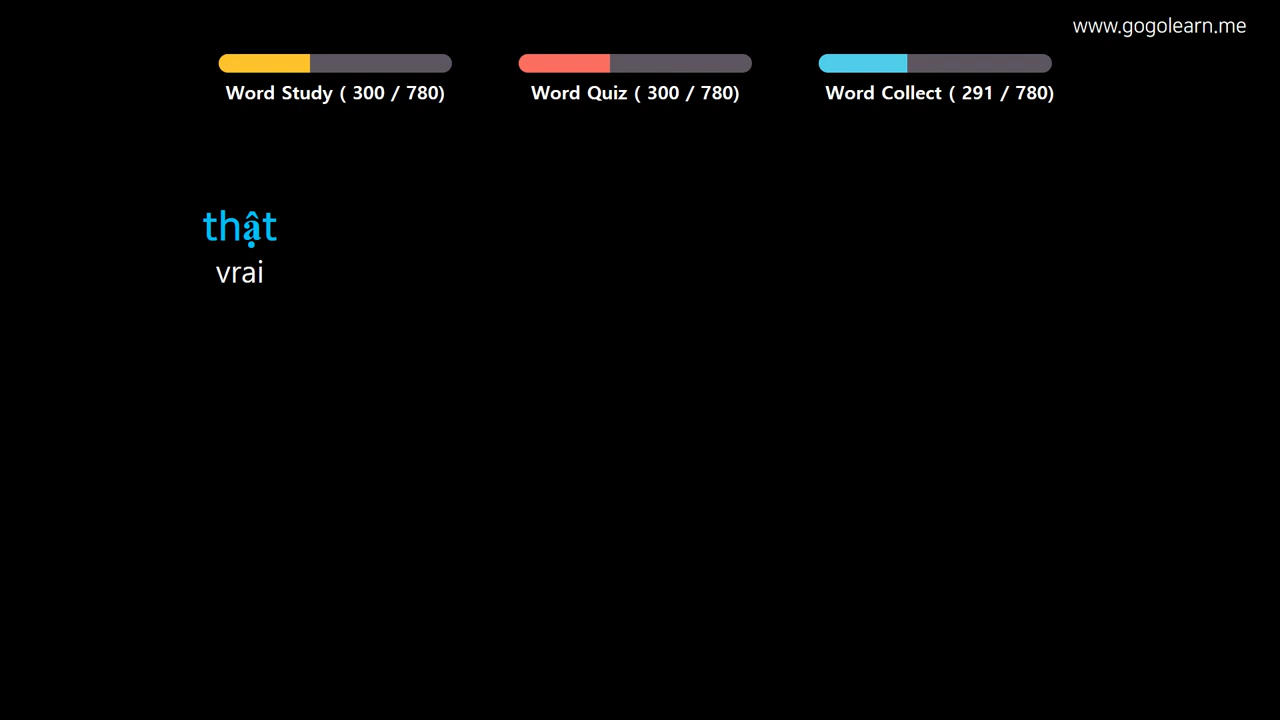 www.gogolearn.me
Word Study ( 300 / 780)
Word Quiz ( 300 / 780)
Word Collect ( 291 / 780)
thật
vrai